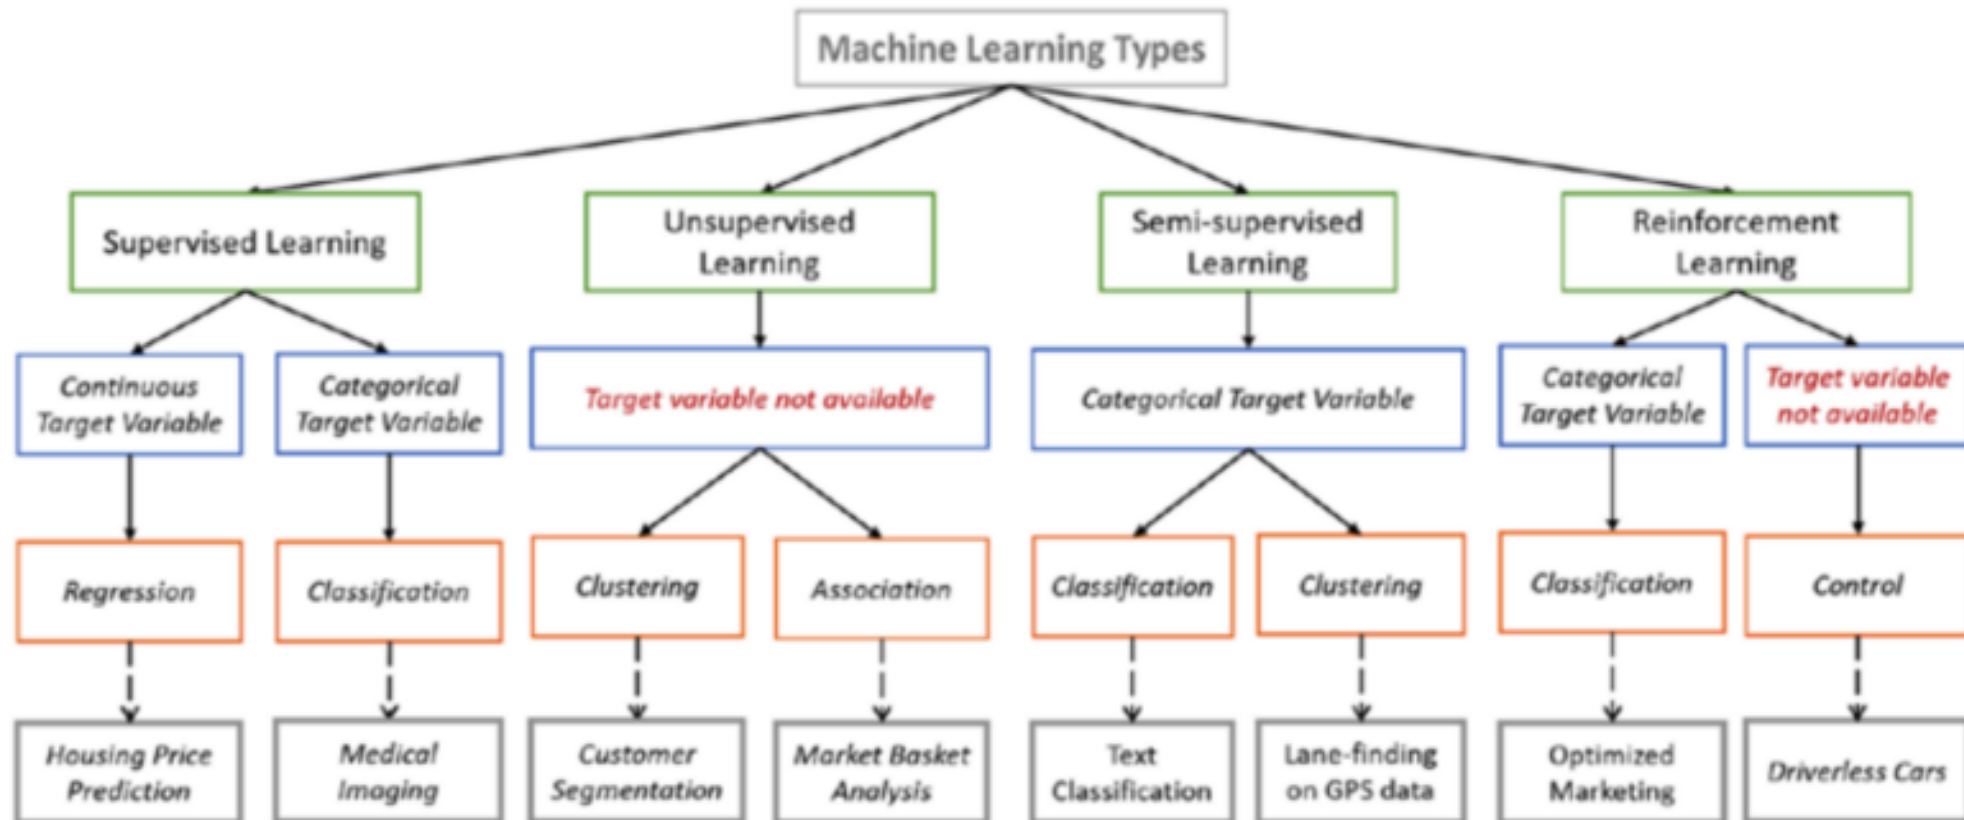 Machine Learning Types
Supervised Learning
Unsupervised
Learning
Semi-supervised
Learning
Reinforcement
Learning
Continuous
Target Variable
Categorical
Target Variable
Target variable not available
Categorical Target Variable
Categorical
Target Variable
Target variable
not available
Regression
Classification
Clustering
Association
Classification
Clustering
Classification
Control
Housing Price
Prediction
Medical
Imaging
Customer
Segmentation
Market Basket
Analysis
Text
Classification
Lane-finding
on GPS data
Optimized
Marketing
Driverless Cars